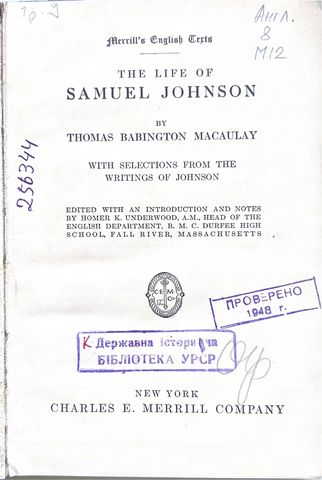 Англ.
8
М12
Merrill's English Texts
THE LIFE OF
SAMUEL JOHNSON
BY
THOMAS BABINGTON MACAULAY
WITH SELECTIONS FROM THE
WRITINGS OF JOHNSON
256344
EDITED WITH AN INTRODUCTION AND NOTES
BY HOMER K. UNDERWOOD, A.M., HEAD OF THE
ENGLISH DEPARTMENT, B. M. C. DURFEE HIGH
SCHOOL, FALL RIVER, MASSACHUSETTS
ПРОВЕРЕНО
1948 г.
К Державна Історична
БІБЛІОТЕКА УРСР
NEW YORK
CHARLES E. MERRILL COMPANY